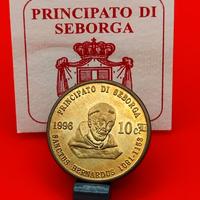 PRINCIPATO DI
SEBORGA
PRINCIPATO DI SEBORGA
1996
10 c
SANCTUS BERNARDUS 1091-1153